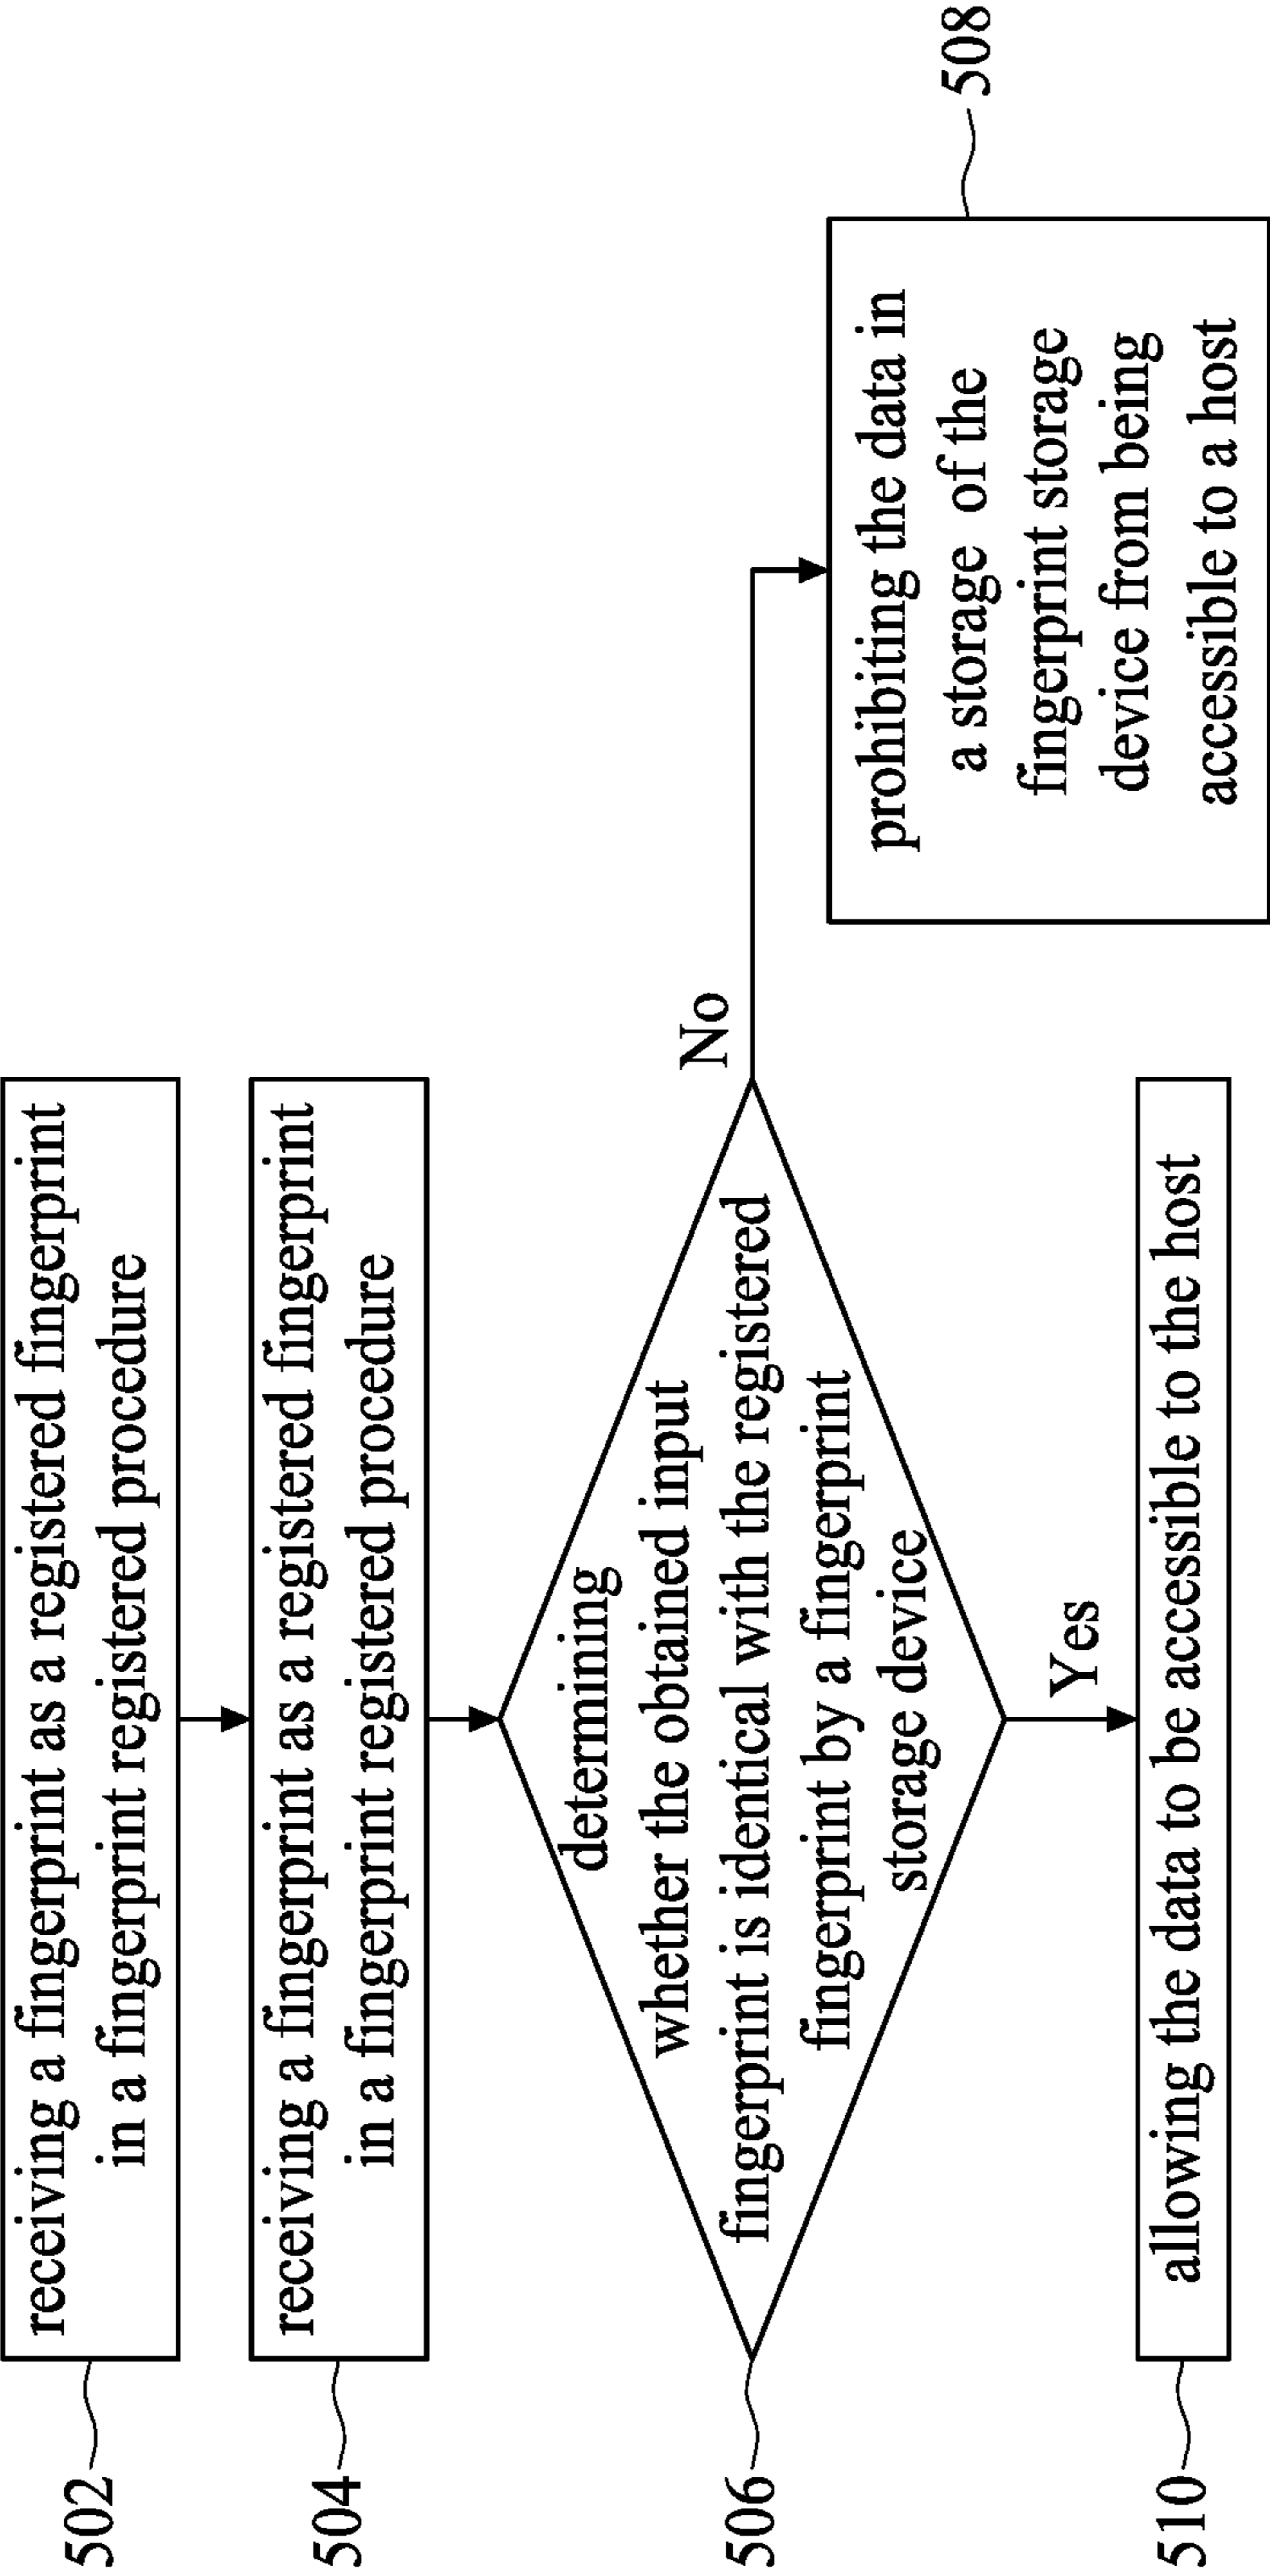 502
receiving a fingerprint as a registered fingerprint
in a fingerprint registered procedure
504
receiving a fingerprint as a registered fingerprint
in a fingerprint registered procedure
506
determining
whether the obtained input
fingerprint is identical with the registered
fingerprint by a fingerprint
storage device
No
prohibiting the data in
a storage of the
fingerprint storage
device from being
accessible to a host
508
Yes
510
allowing the data to be accessible to the host